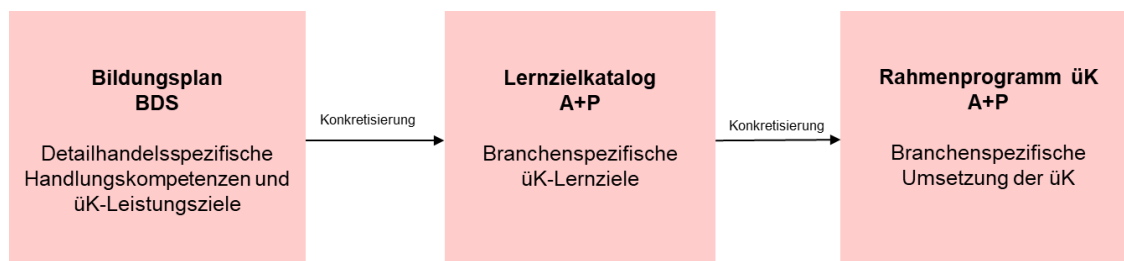 Bildungsplan
BDS
Detailhandelsspezifische
Handlungskompetenzen und
üK-Leistungsziele
Konkretisierung
Lernzielkatalog
A+P
Branchenspezifische
üK-Lernziele
Konkretisierung
Rahmenprogramm üK
A+P
Branchenspezifische
Umsetzung der üK